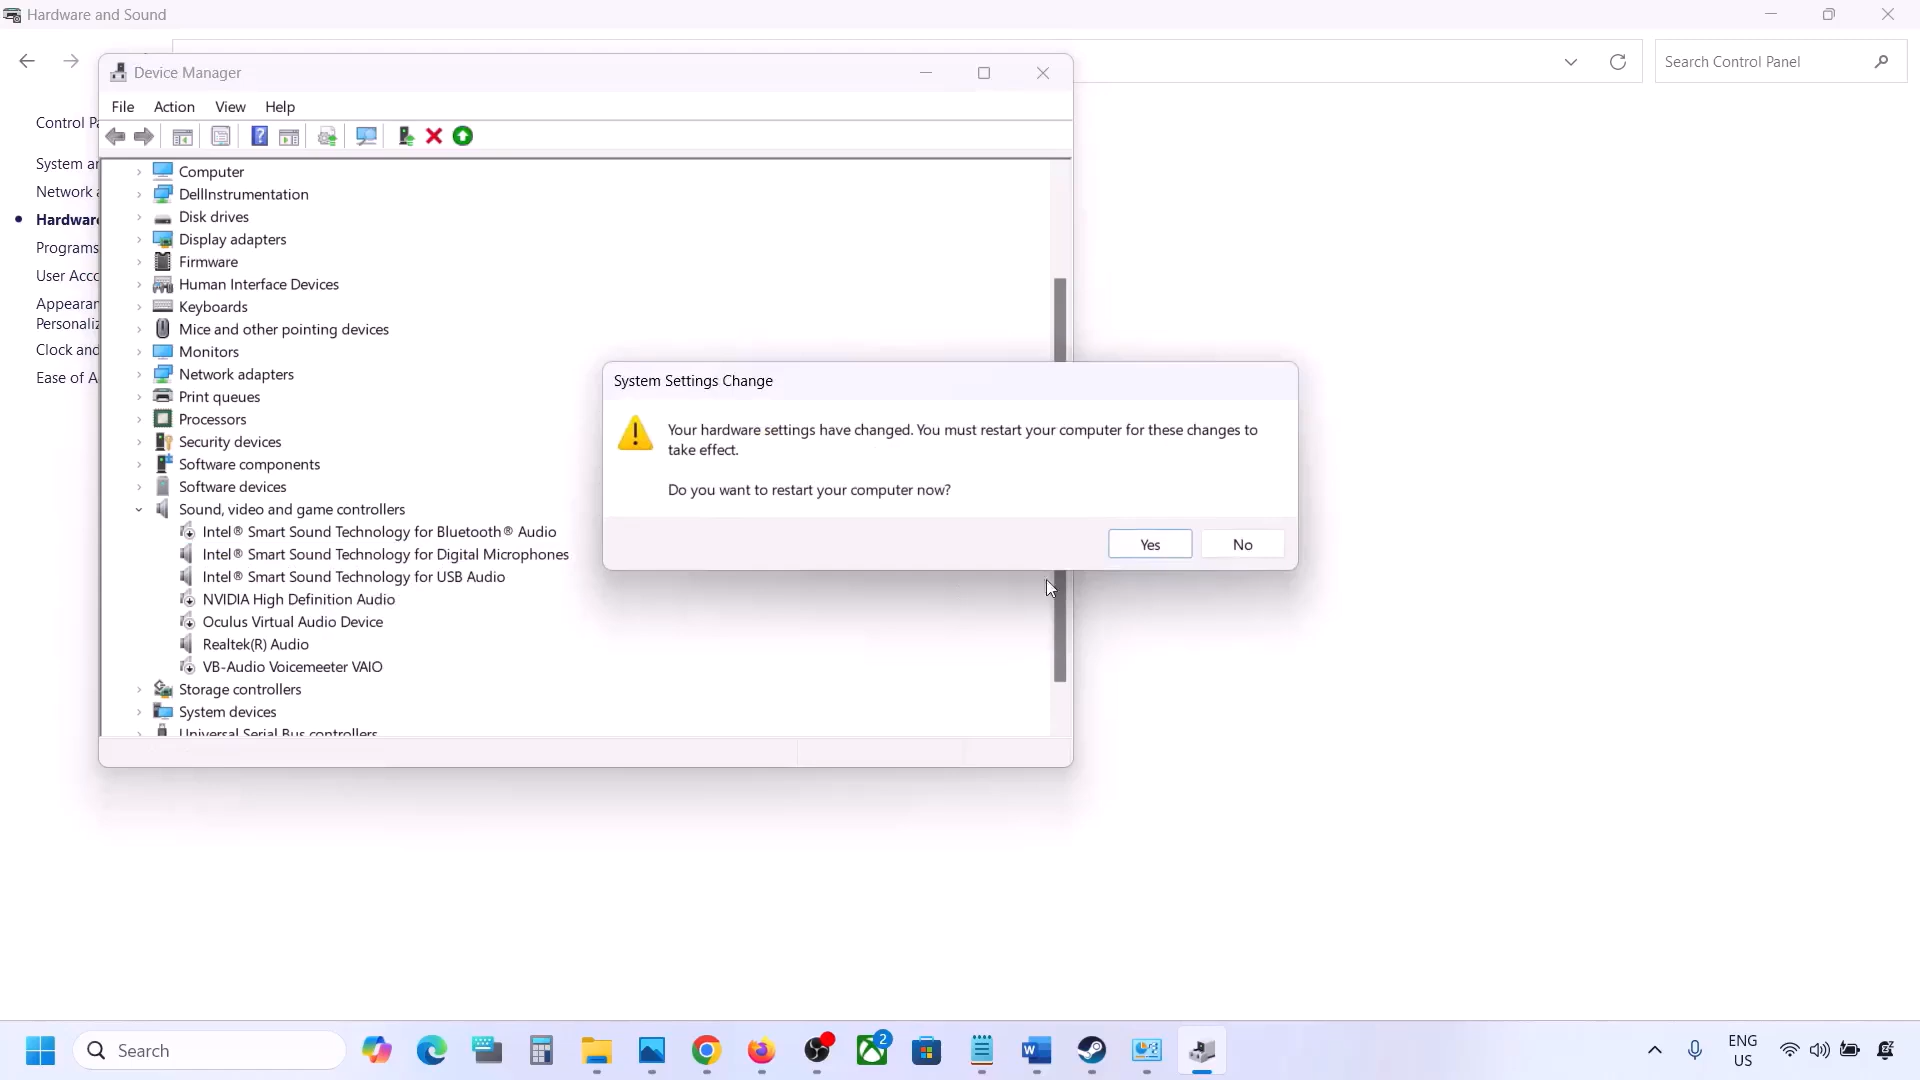 Hardware and Sound
Search Control Panel
Device Manager
File Action View Help
Control Pa
System ar
Network a
Hardware
Programs
User Acco
Appearan
Personaliz
Clock and
Ease of A
Computer
DellInstrumentation
Disk drives
Display adapters
Firmware
Human Interface Devices
Keyboards
Mice and other pointing devices
Monitors
Network adapters
Print queues
Processors
Security devices
Software components
Software devices
Sound, video and game controllers
Intel® Smart Sound Technology for Bluetooth® Audio
Intel® Smart Sound Technology for Digital Microphones
Intel® Smart Sound Technology for USB Audio
NVIDIA High Definition Audio
Oculus Virtual Audio Device
Realtek(R) Audio
VB-Audio Voicemeeter VAIO
Storage controllers
System devices
Universal Serial Bus controllers
System Settings Change
Your hardware settings have changed. You must restart your computer for these changes to
take effect.
Do you want to restart your computer now?
Yes No
Search
2
ENG
US